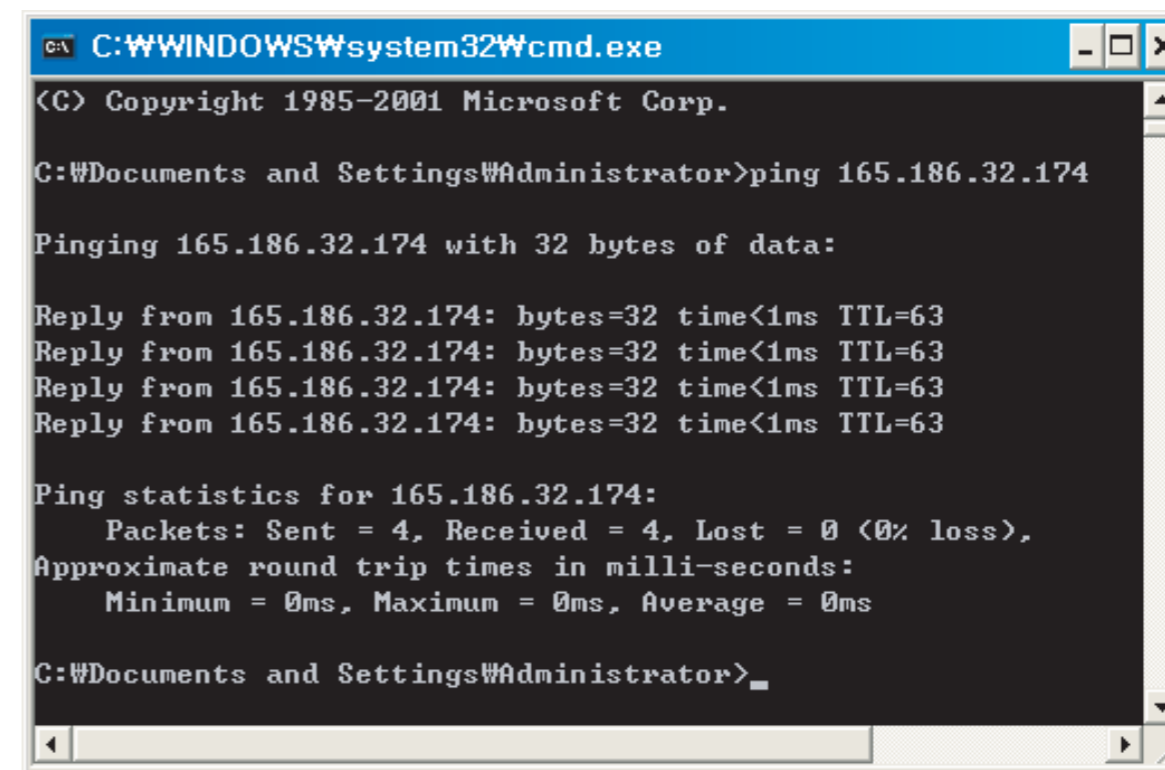 C:₩WINDOWS₩system32₩cmd.exe
(C) Copyright 1985-2001 Microsoft Corp.
C:₩Documents and Settings₩Administrator>ping 165.186.32.174
Pinging 165.186.32.174 with 32 bytes of data:
Reply from 165.186.32.174: bytes=32 time<1ms TTL=63
Reply from 165.186.32.174: bytes=32 time<1ms TTL=63
Reply from 165.186.32.174: bytes=32 time<1ms TTL=63
Reply from 165.186.32.174: bytes=32 time<1ms TTL=63
Ping statistics for 165.186.32.174:
Packets: Sent = 4, Received = 4, Lost = 0 (0% loss),
Approximate round trip times in milli-seconds:
Minimum = 0ms, Maximum = 0ms, Average = 0ms
C:₩Documents and Settings₩Administrator>_